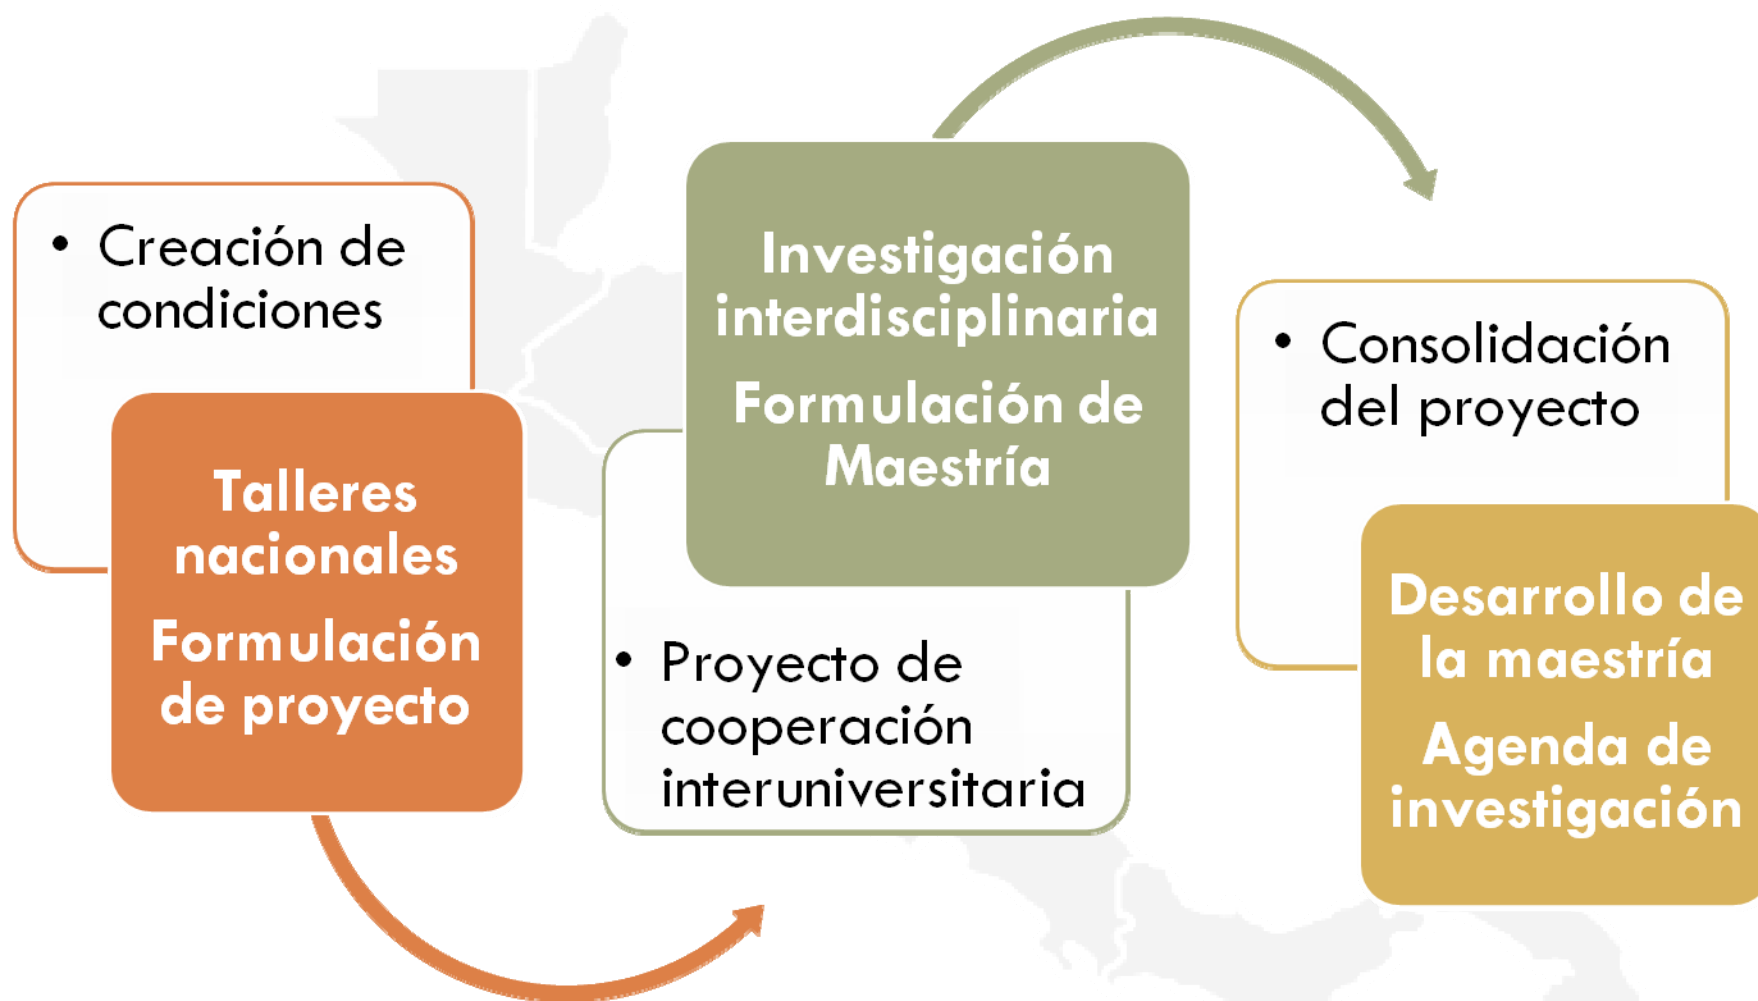 • Creación de
condiciones
Talleres
nacionales
Formulación
de proyecto
Investigación
interdisciplinaria
Formulación de
Maestría
• Proyecto de
cooperación
interuniversitaria
• Consolidación
del proyecto
Desarrollo de
la maestría
Agenda de
investigación